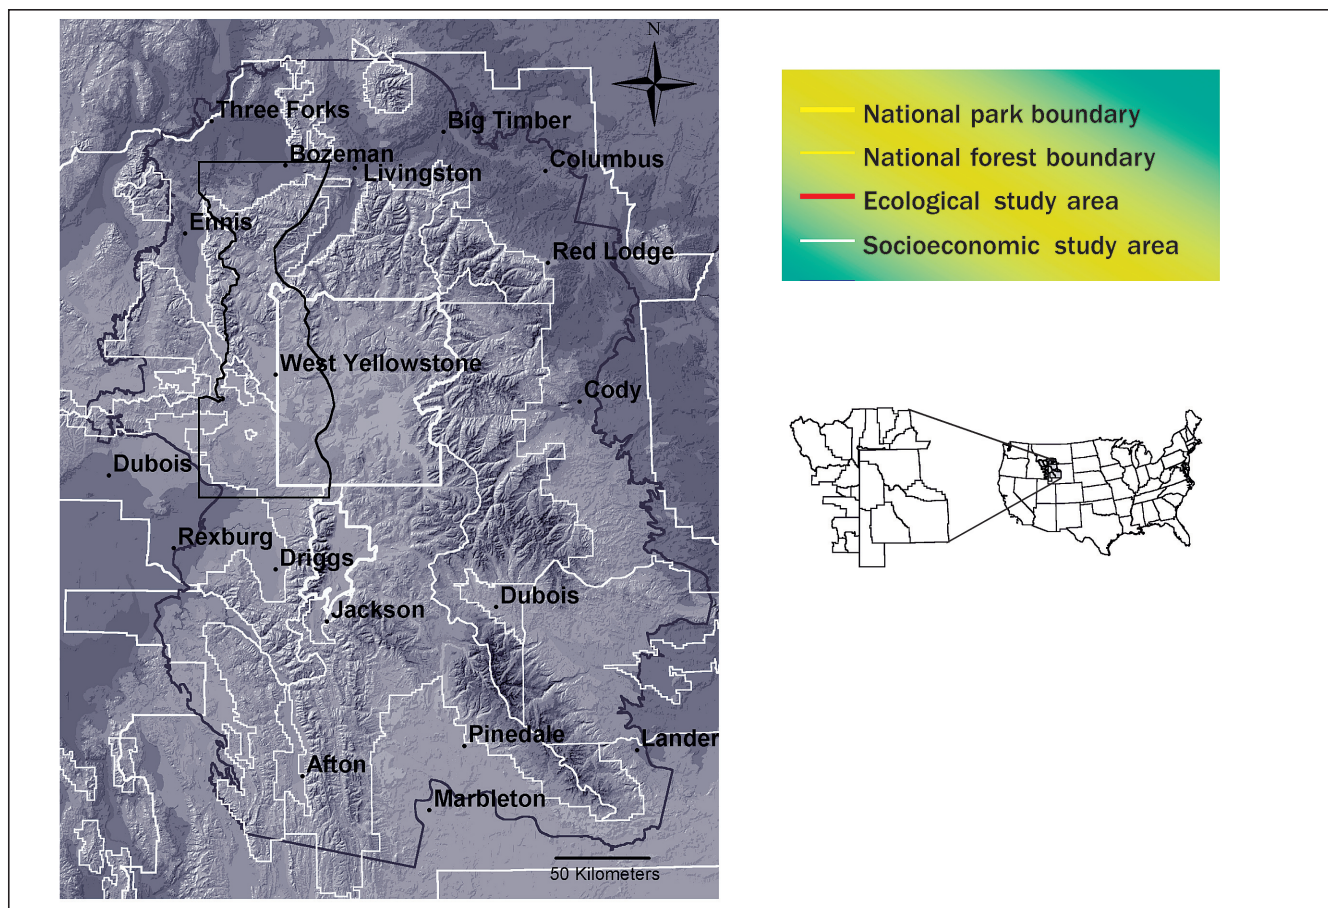 N
Three Forks
Big Timber
Bozeman
Livingston
Columbus
Ennis
Red Lodge
West Yellowstone
Cody
Dubois
Rexburg
Driggs
Dubois
Jackson
Pinedale
Lander
Afton
Marbleton
50 Kilometers
National park boundary
National forest boundary
Ecological study area
Socioeconomic study area